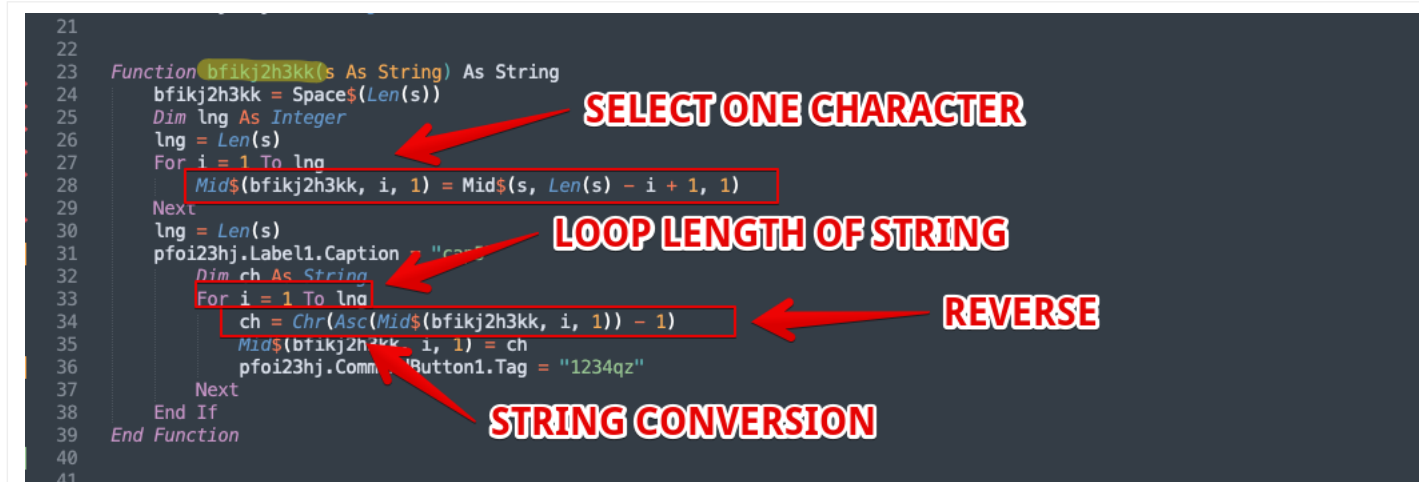 21
22
23 Function bfikj2h3kk(s As String) As String
24 bfikj2h3kk = Space$(Len(s))
SELECT ONE CHARACTER
25 Dim lng As Integer
26 lng = Len(s)
27 For i = 1 To lng
28 Mid$(bfikj2h3kk, i, 1) = Mid$(s, Len(s) - i + 1, 1)
29 Next
30 lng = Len(s)
LOOP LENGTH OF STRING
31 pfoi23hj.Label1.Caption =
32 Dim ch As String
33 For i = 1 To lng
REVERSE
34 ch = Chr(Asc(Mid$(bfikj2h3kk, i, 1)) - 1)
35 Mid$(bfikj2h3kk, i, 1) = ch
36 pfoi23hj.CommandButton1.Tag = "1234qz"
37 Next
38 End If
STRING CONVERSION
39 End Function
40
41